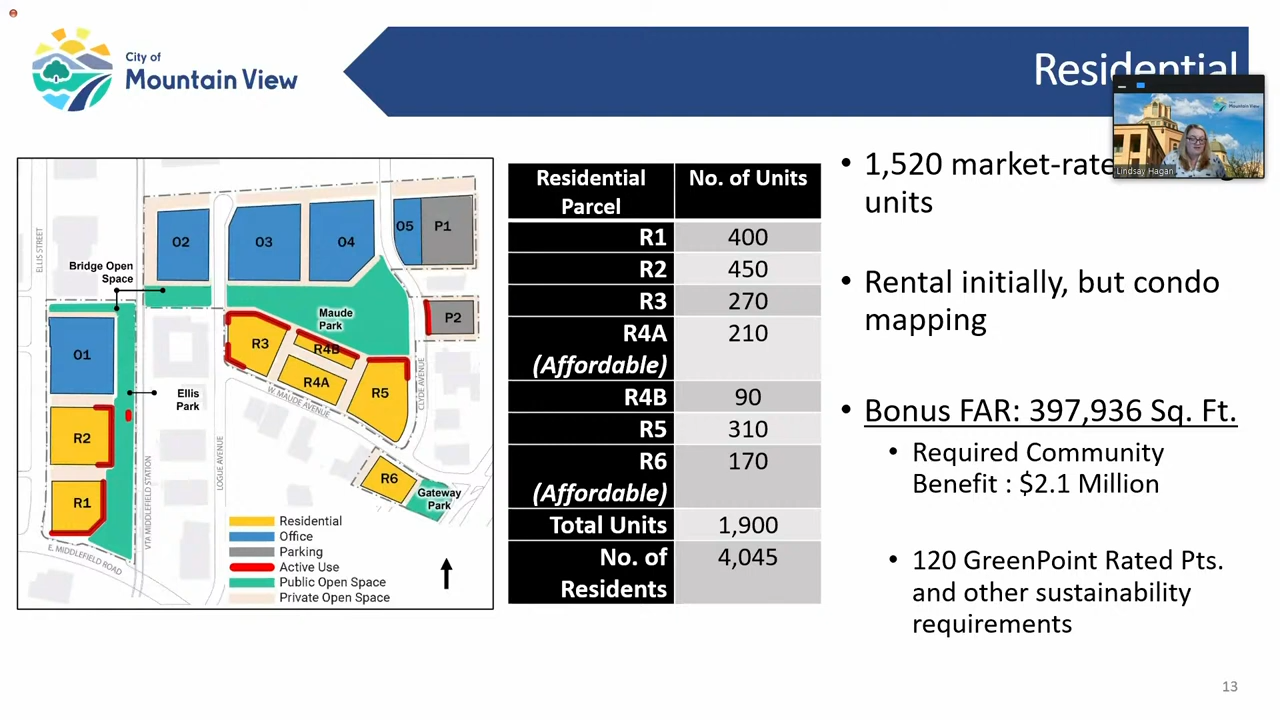 City of
Mountain View
Residential
Mountain View
Lindsay Hagan
ELLIS STREET
Bridge Open
Space
O2
O3
O4
O5
P1
P2
Maude
Park
O1
R3
R4B
R4A
R5
W. MAUDE AVENUE
CLYDE AVENUE
Ellis
Park
R2
R1
R6
Gateway
Park
VTA MIDDLEFIELD STATION
LOGUE AVENUE
E. MIDDLEFIELD ROAD
Residential
Office
Parking
Active Use
Public Open Space
Private Open Space
Residential Parcel No. of Units
R1 400
R2 450
R3 270
R4A 210
(Affordable)
R4B 90
R5 310
R6 170
(Affordable)
Total Units 1,900
No. of 4,045
Residents
• 1,520 market-rate
units
• Rental initially, but condo
mapping
• Bonus FAR: 397,936 Sq. Ft.
• Required Community
Benefit : $2.1 Million
• 120 GreenPoint Rated Pts.
and other sustainability
requirements
13